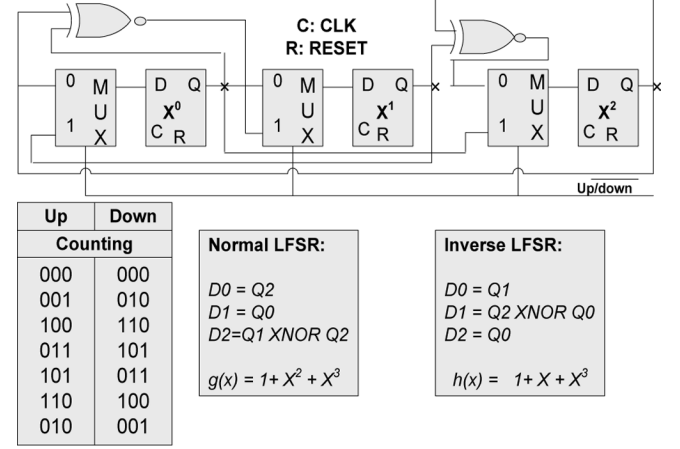 C: CLK
R: RESET
0 M U X 1
D Q X⁰ C R
0 M U X 1
D Q X¹ C R
0 M U X 1
D Q X² C R
Up/down
Up Down
Counting
000 000
001 010
100 110
011 101
101 011
110 100
010 001
Normal LFSR:
D0 = Q2
D1 = Q0
D2=Q1 XNOR Q2
g(x) = 1+ X² + X³
Inverse LFSR:
D0 = Q1
D1 = Q2 XNOR Q0
D2 = Q0
h(x) = 1+ X + X³